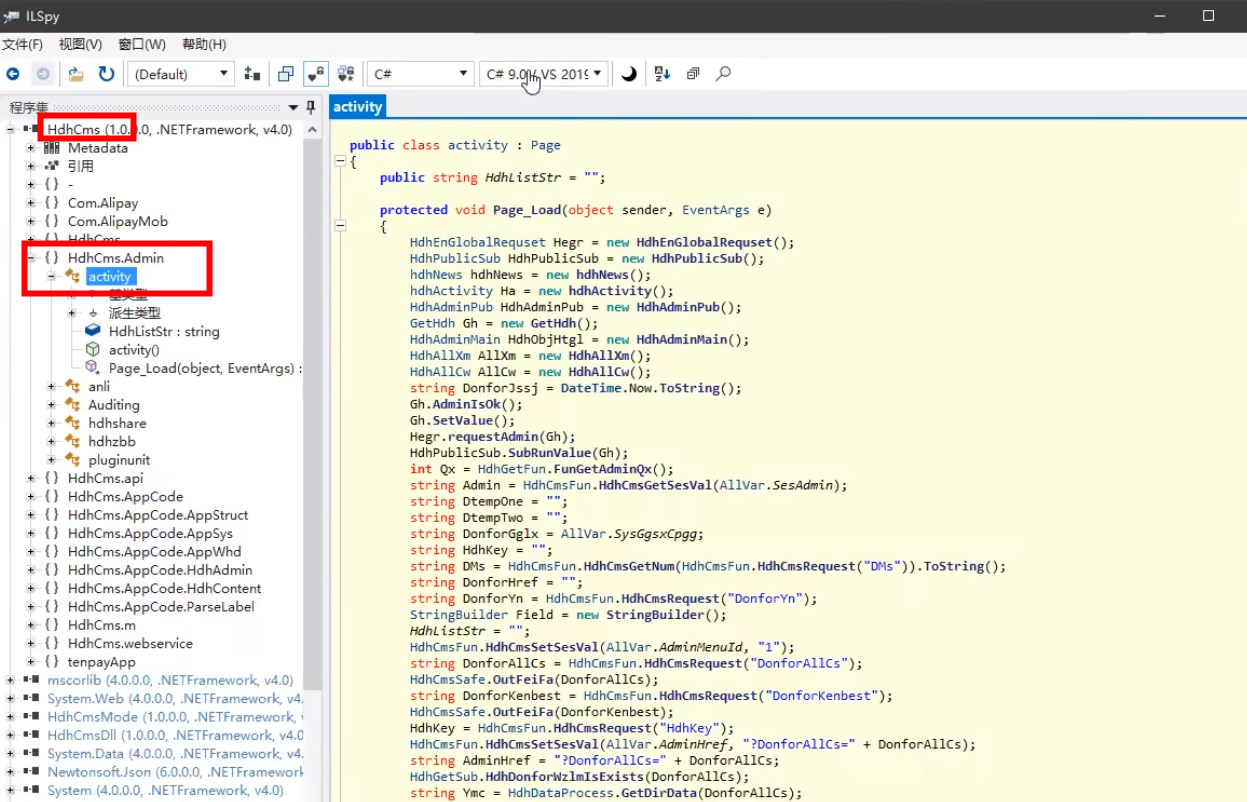 ILSpy
文件(F) 视图(V) 窗口(W) 帮助(H)
(Default) C# C# 9.0 VS 2019
程序集
HdhCms (1.0.0.0, .NETFramework, v4.0)
Metadata
引用
{ } -
{ } Com.Alipay
{ } Com.AlipayMob
{ } HdhCms
{ } HdhCms.Admin
activity
基类型
派生类型
HdhListStr : string
activity()
Page_Load(object, EventArgs) :
anli
Auditing
hdhshare
hdhzbb
pluginunit
{ } HdhCms.api
{ } HdhCms.AppCode
{ } HdhCms.AppCode.AppStruct
{ } HdhCms.AppCode.AppSys
{ } HdhCms.AppCode.AppWhd
{ } HdhCms.AppCode.HdhAdmin
{ } HdhCms.AppCode.HdhContent
{ } HdhCms.AppCode.ParseLabel
{ } HdhCms.m
{ } HdhCms.webservice
{ } tenpayApp
mscorlib (4.0.0.0, .NETFramework, v4.0)
System.Web (4.0.0.0, .NETFramework, v4.
HdhCmsMode (1.0.0.0, .NETFramework,
HdhCmsDll (1.0.0.0, .NETFramework, v4.0
System.Data (4.0.0.0, .NETFramework, v4.
Newtonsoft.Json (6.0.0.0, .NETFramework
System (4.0.0.0, .NETFramework, v4.0)
activity
public class activity : Page
{
public string HdhListStr = "";
protected void Page_Load(object sender, EventArgs e)
{
HdhEnGlobalRequset Hegr = new HdhEnGlobalRequset();
HdhPublicSub HdhPublicSub = new HdhPublicSub();
hdhNews hdhNews = new hdhNews();
hdhActivity Ha = new hdhActivity();
HdhAdminPub HdhAdminPub = new HdhAdminPub();
GetHdh Gh = new GetHdh();
HdhAdminMain HdhObjHtgl = new HdhAdminMain();
HdhAllXm AllXm = new HdhAllXm();
HdhAllCw AllCw = new HdhAllCw();
string DonforJssj = DateTime.Now.ToString();
Gh.AdminIsOk();
Gh.SetValue();
Hegr.requestAdmin(Gh);
HdhPublicSub.SubRunValue(Gh);
int Qx = HdhGetFun.FunGetAdminQx();
string Admin = HdhCmsFun.HdhCmsGetSesVal(AllVar.SesAdmin);
string DtempOne = "";
string DtempTwo = "";
string DonforGglx = AllVar.SysGgsxCpgg;
string HdhKey = "";
string DMs = HdhCmsFun.HdhCmsGetNum(HdhCmsFun.HdhCmsRequest("DMs")).ToString();
string DonforHref = "";
string DonforYn = HdhCmsFun.HdhCmsRequest("DonforYn");
StringBuilder Field = new StringBuilder();
HdhListStr = "";
HdhCmsFun.HdhCmsSetSesVal(AllVar.AdminMenuId, "1");
string DonforAllCs = HdhCmsFun.HdhCmsRequest("DonforAllCs");
HdhCmsSafe.OutFeiFa(DonforAllCs);
string DonforKenbest = HdhCmsFun.HdhCmsRequest("DonforKenbest");
HdhCmsSafe.OutFeiFa(DonforKenbest);
HdhKey = HdhCmsFun.HdhCmsRequest("HdhKey");
HdhCmsFun.HdhCmsSetSesVal(AllVar.AdminHref, "?DonforAllCs=" + DonforAllCs);
string AdminHref = "?DonforAllCs=" + DonforAllCs;
HdhGetSub.HdhDonforWzlmIsExists(DonforAllCs);
string Ymc = HdhDataProcess.GetDirData(DonforAllCs);